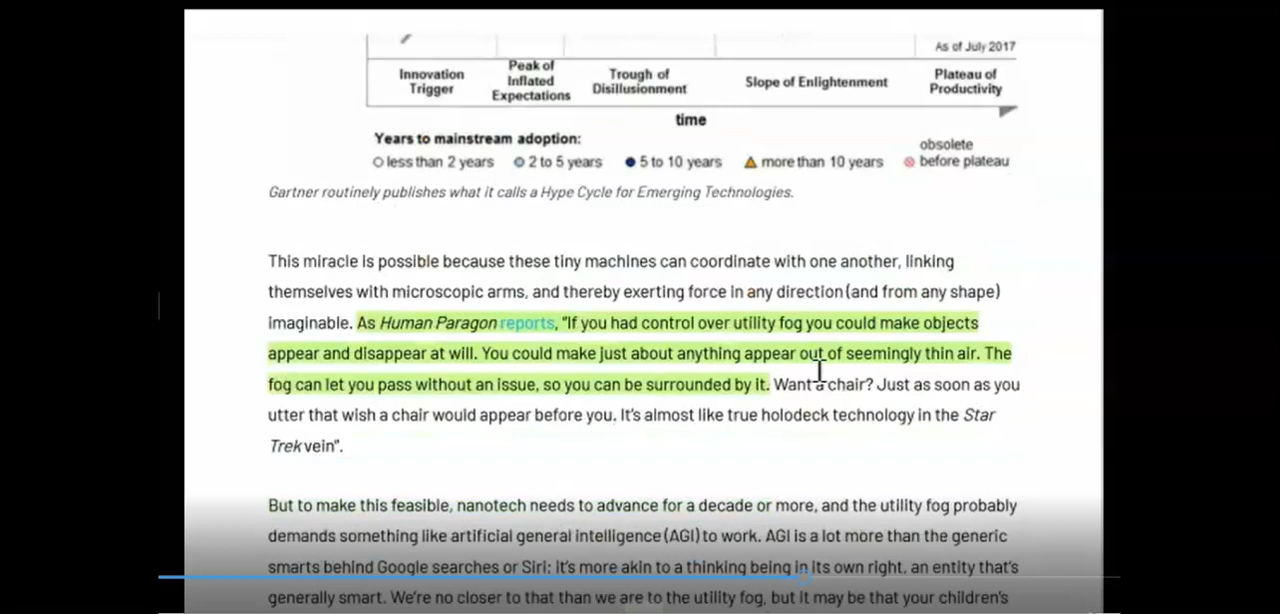 As of July 2017
Innovation Trigger
Peak of Inflated Expectations
Trough of Disillusionment
Slope of Enlightenment
Plateau of Productivity
time
Years to mainstream adoption:
less than 2 years 2 to 5 years 5 to 10 years more than 10 years obsolete before plateau
Gartner routinely publishes what it calls a Hype Cycle for Emerging Technologies.
This miracle is possible because these tiny machines can coordinate with one another, linking
themselves with microscopic arms, and thereby exerting force in any direction (and from any shape)
imaginable. As Human Paragon reports, "If you had control over utility fog you could make objects
appear and disappear at will. You could make just about anything appear out of seemingly thin air. The
fog can let you pass without an issue, so you can be surrounded by it. Want a chair? Just as soon as you
utter that wish a chair would appear before you. It's almost like true holodeck technology in the Star
Trek vein".
But to make this feasible, nanotech needs to advance for a decade or more, and the utility fog probably
demands something like artificial general intelligence (AGI) to work. AGI is a lot more than the generic
smarts behind Google searches or Siri; it's more akin to a thinking being in its own right, an entity that's
generally smart. We're no closer to that than we are to the utility fog, but it may be that your children's